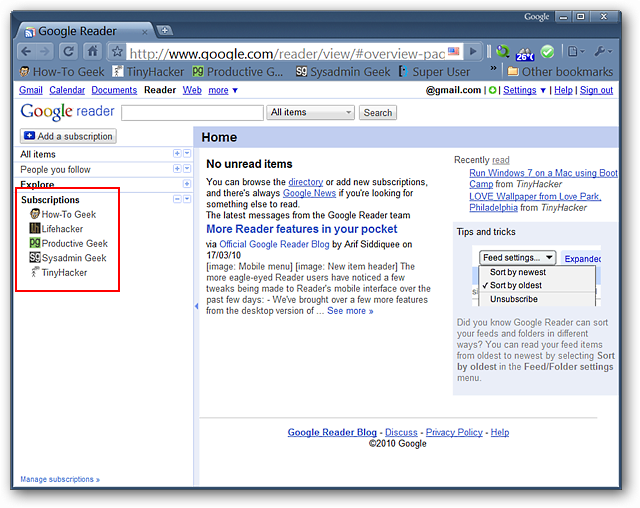 Google
Google Reader
http://www.google.com/reader/view/#overview-pac
26°
How-To Geek TinyHacker Productive G... Sysadmin Geek Super User » Other bookmarks
Gmail Calendar Documents Reader Web more ▼
@gmail.com | Settings ▼ | Help | Sign out
Google reader
All items
Search
Add a subscription
Home
All items
People you follow
Explore
Subscriptions
How-To Geek
Lifehacker
Productive Geek
Sysadmin Geek
TinyHacker
Manage subscriptions »
No unread items
You can browse the directory or add new subscriptions,
and there's always Google News if you're looking for
something else to read.
The latest messages from the Google Reader team
More Reader features in your pocket
via Official Google Reader Blog by Arif Siddiquee on
17/03/10
[image: Mobile menu] [image: New item header] The
more eagle-eyed Reader users have noticed a few
tweaks being made to Reader's mobile interface over the
past few days: - We've brought over a few more features
from the desktop version of ... See more »
Recently read
Run Windows 7 on a Mac using Boot
Camp from TinyHacker
LOVE Wallpaper from Love Park,
Philadelphia from TinyHacker
Tips and tricks
Feed settings... ▼ Expanded
Sort by newest
✓ Sort by oldest
Unsubscribe
Did you know Google Reader can sort
your feeds and folders in different
ways? You can read your feed items
from oldest to newest by selecting Sort
by oldest in the Feed/Folder settings
menu.
Google Reader Blog - Discuss - Privacy Policy - Help
©2010 Google